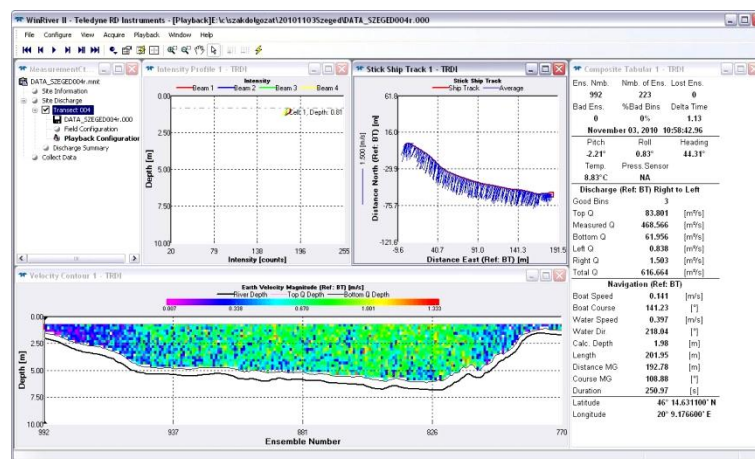 WinRiver II - Teledyne RD Instruments - [Playback]E:\c\szakdolgozat\20101103Szeged\DATA_SZEGED004r.000
File Configure View Acquire Playback Window Help
Intensity Profile 1 - TRDI
Intensity
Beam 1 Beam 2 Beam 3 Beam 4
Left: 1, Depth: 0.81
Depth [m]
0.00
2.50
5.00
7.50
10.00
20 79 138 196 255
Intensity [counts]
DATA_SZEGED004r.mmt
Site Information
Site Discharge
Transect 004
DATA_SZEGED004r.000
Field Configuration
Playback Configuration
Discharge Summary
Collect Data
Stick Ship Track 1 - TRDI
Stick Ship Track
Ship Track Average
1.500 [m/s]
Distance North (Ref: BT) [m]
61.8
16.0
-29.9
-75.7
-121.6
-9.6 40.7 91.0 141.3 191.5
Distance East (Ref: BT) [m]
Composite Tabular 1 - TRDI
Ens. Nmb. Nmb. of Ens. Lost Ens.
992 223 0
Bad Ens. %Bad Bins Delta Time
0 0% 1.13
November 03, 2010 10:58:42.96
Pitch Roll Heading
-2.21° 0.83° 44.31°
Temp. Press.Sensor
8.83°C NA
Discharge (Ref: BT) Right to Left
Good Bins 3
Top Q 83.801 [m³/s]
Measured Q 468.566 [m³/s]
Bottom Q 61.956 [m³/s]
Left Q 0.838 [m³/s]
Right Q 1.503 [m³/s]
Total Q 616.664 [m³/s]
Navigation (Ref: BT)
Boat Speed 0.141 [m/s]
Boat Course 141.23 [°]
Water Speed 0.397 [m/s]
Water Dir 218.04 [°]
Calc. Depth 1.98 [m]
Length 201.95 [m]
Distance MG 192.78 [m]
Course MG 108.88 [°]
Duration 250.97 [s]
Latitude 46° 14.631100' N
Longitude 20° 9.176600' E
Velocity Contour 1 - TRDI
Earth Velocity Magnitude (Ref: BT) [m/s]
River Depth Top Q Depth Bottom Q Depth
0.007 0.338 0.670 1.001 1.333
Depth [m]
0.00
2.50
5.00
7.50
10.00
992 937 881 826 770
Ensemble Number